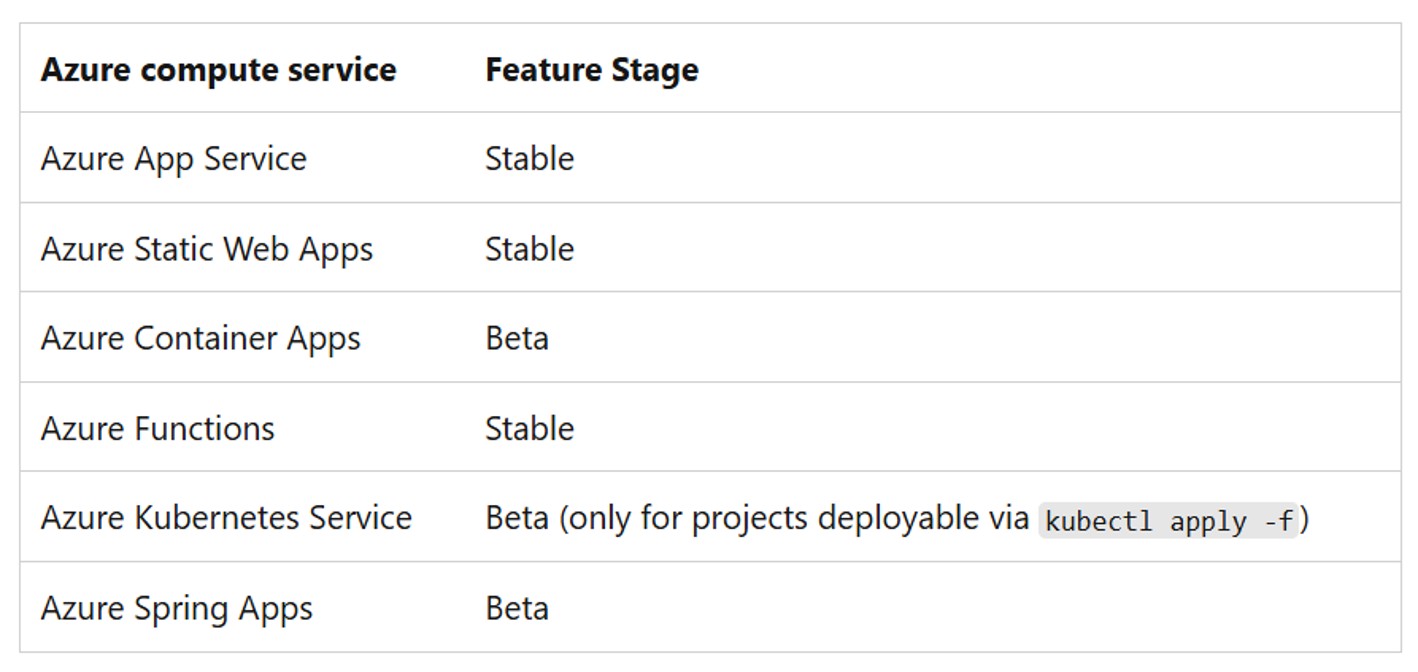 Azure compute service Feature Stage
Azure App Service Stable
Azure Static Web Apps Stable
Azure Container Apps Beta
Azure Functions Stable
Azure Kubernetes Service Beta (only for projects deployable via kubectl apply -f)
Azure Spring Apps Beta